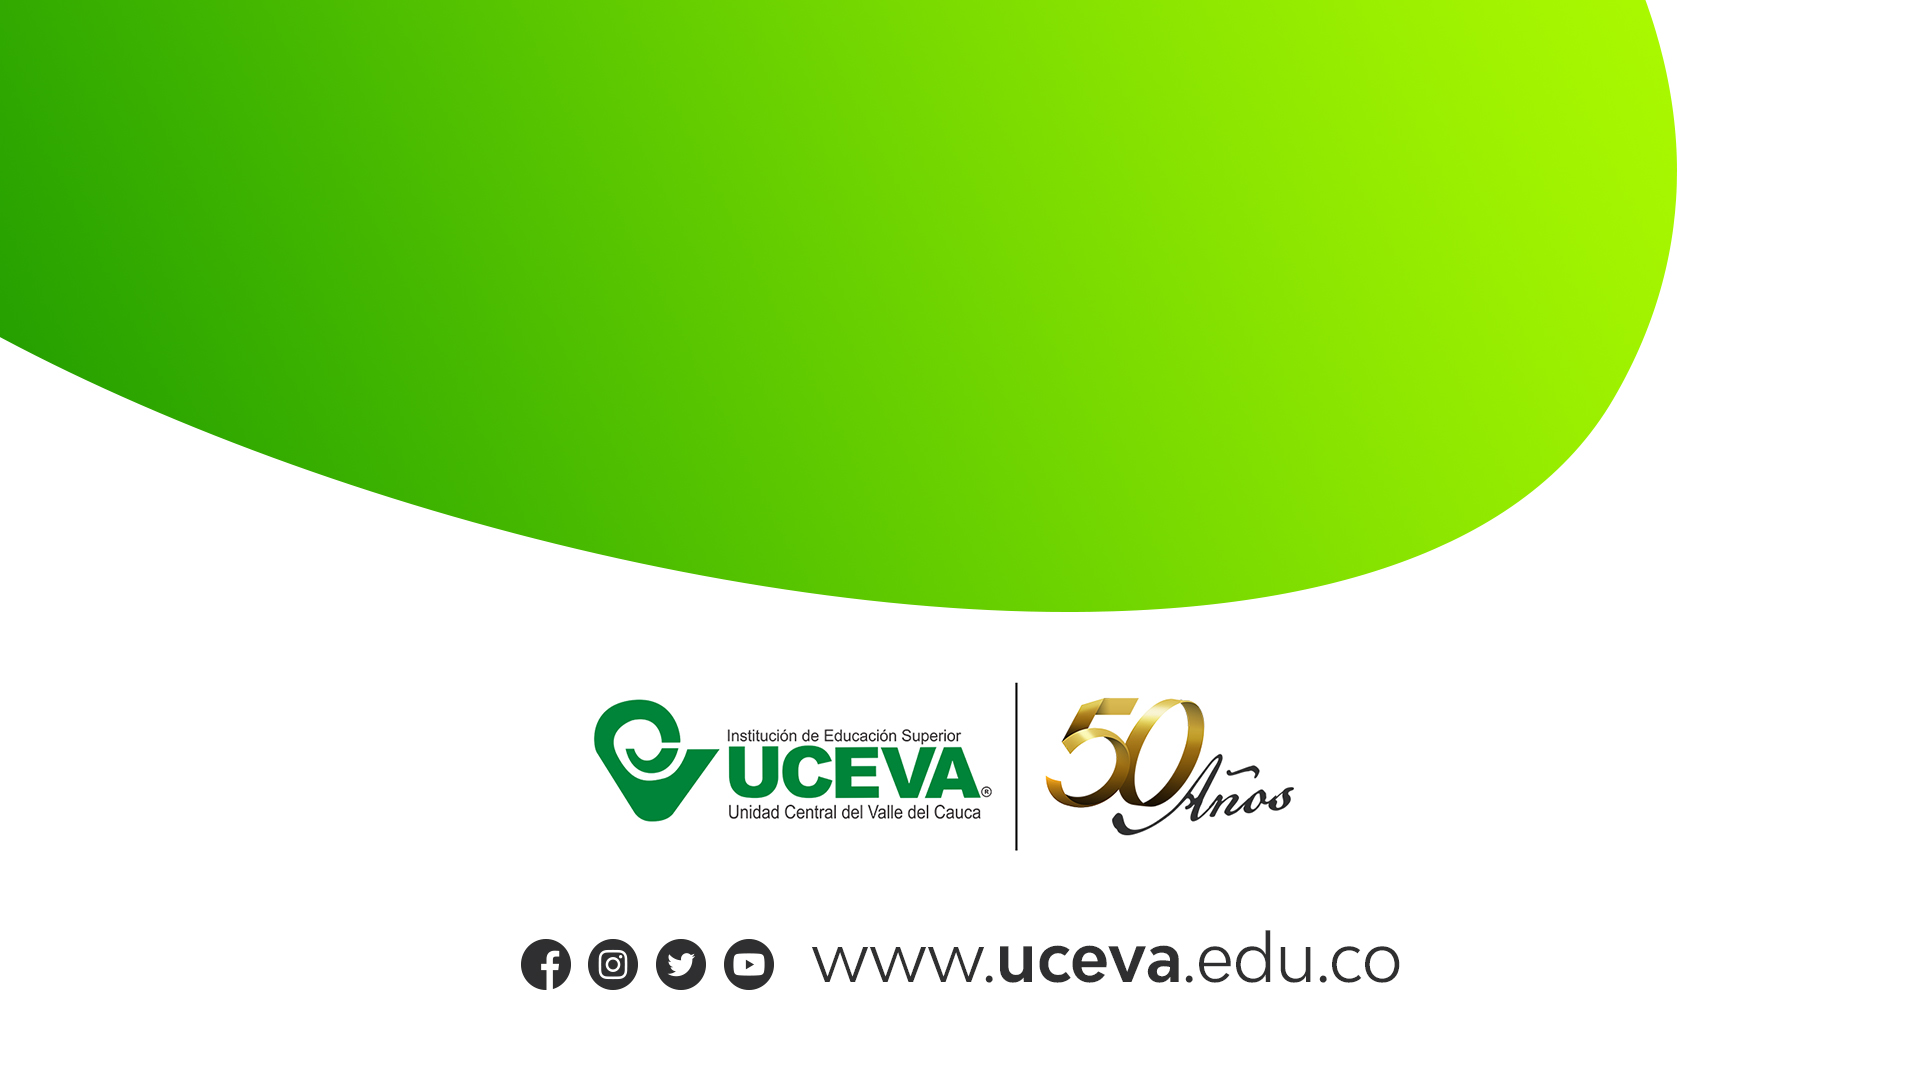 Institución de Educación Superior
UCEVA®
Unidad Central del Valle del Cauca
50 Años
www.uceva.edu.co